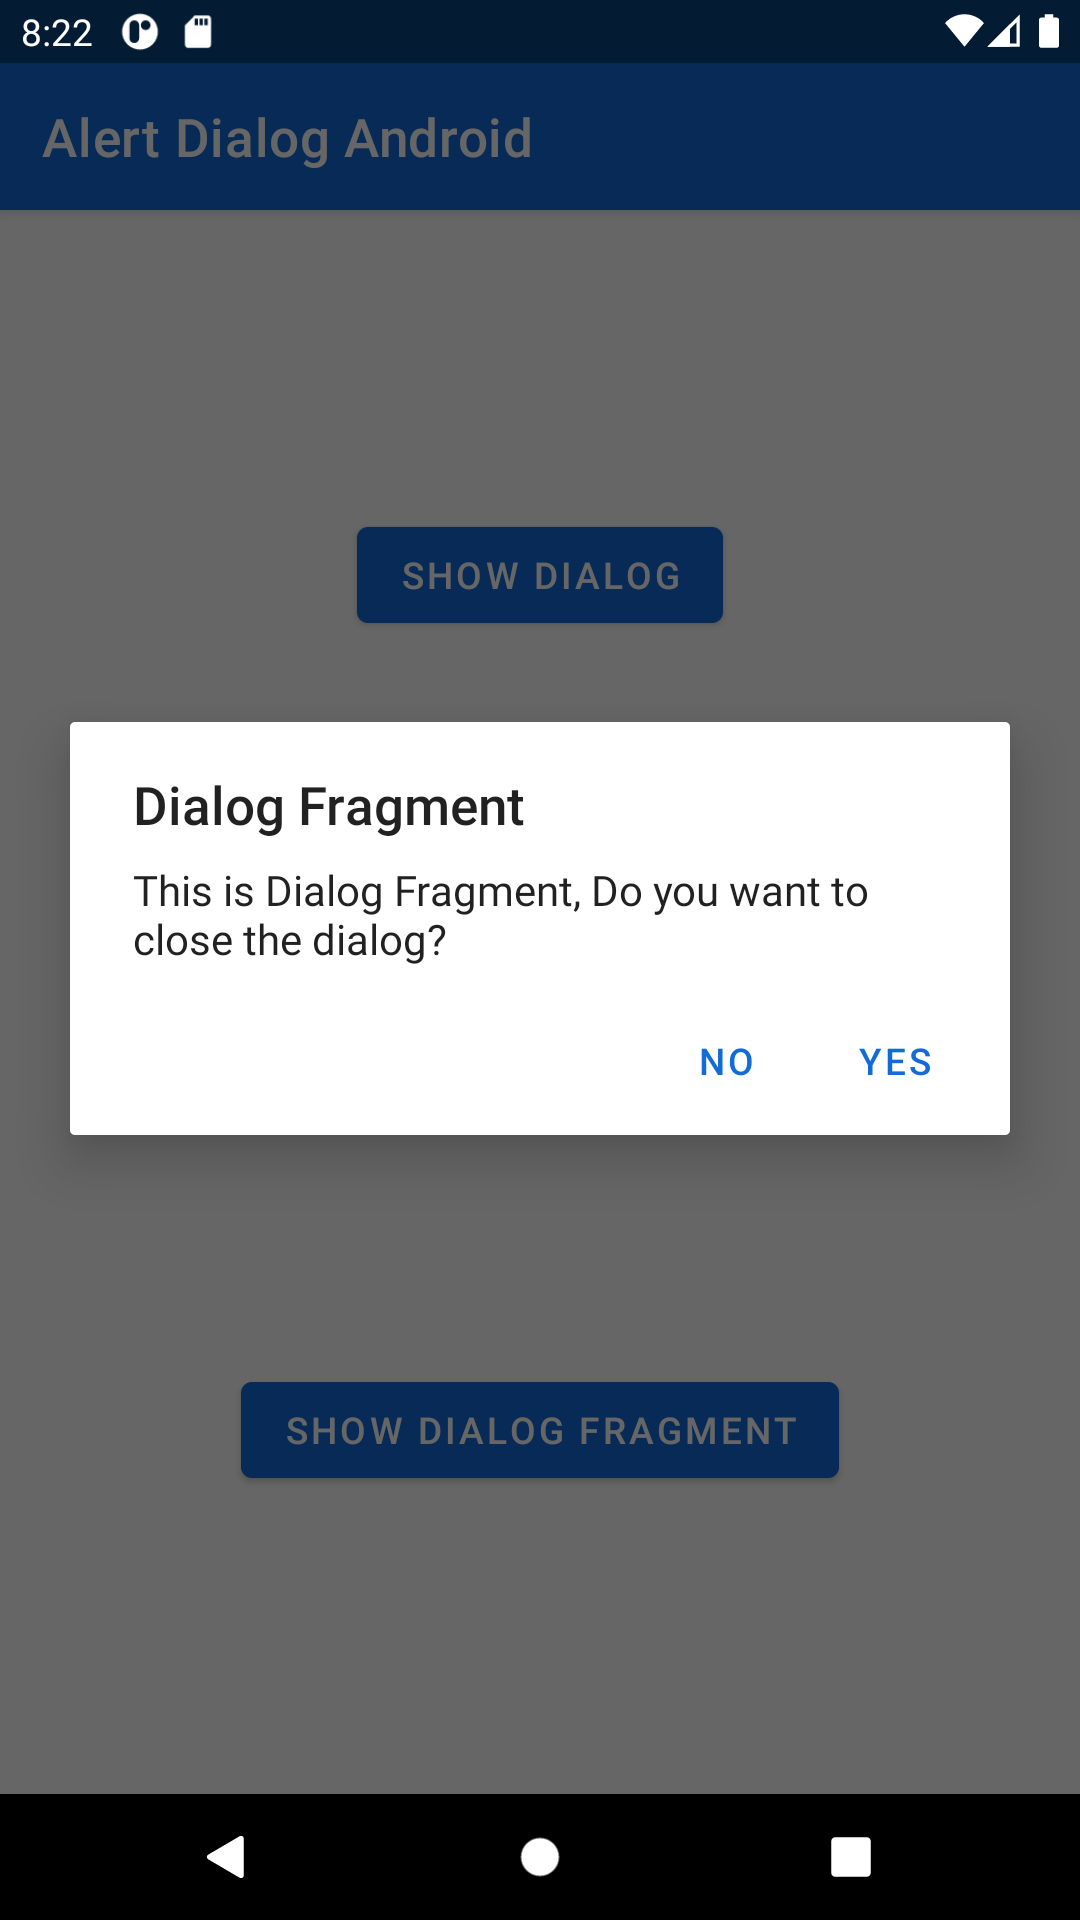 8:22
Alert Dialog Android
SHOW DIALOG
Dialog Fragment
This is Dialog Fragment, Do you want to
close the dialog?
NO YES
SHOW DIALOG FRAGMENT